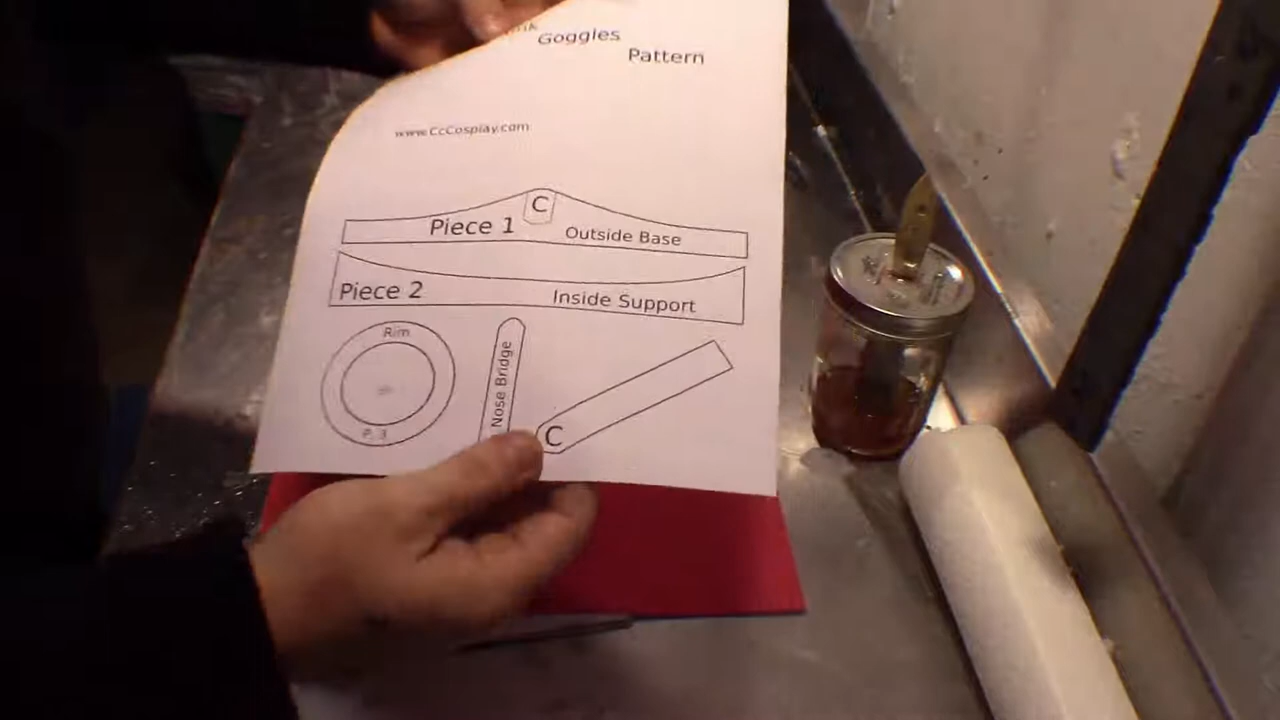 Goggles
Pattern
www.CcCosplay.com
C
Piece 1
Outside Base
Piece 2
Inside Support
Rim
P. 3
Nose Bridge
C